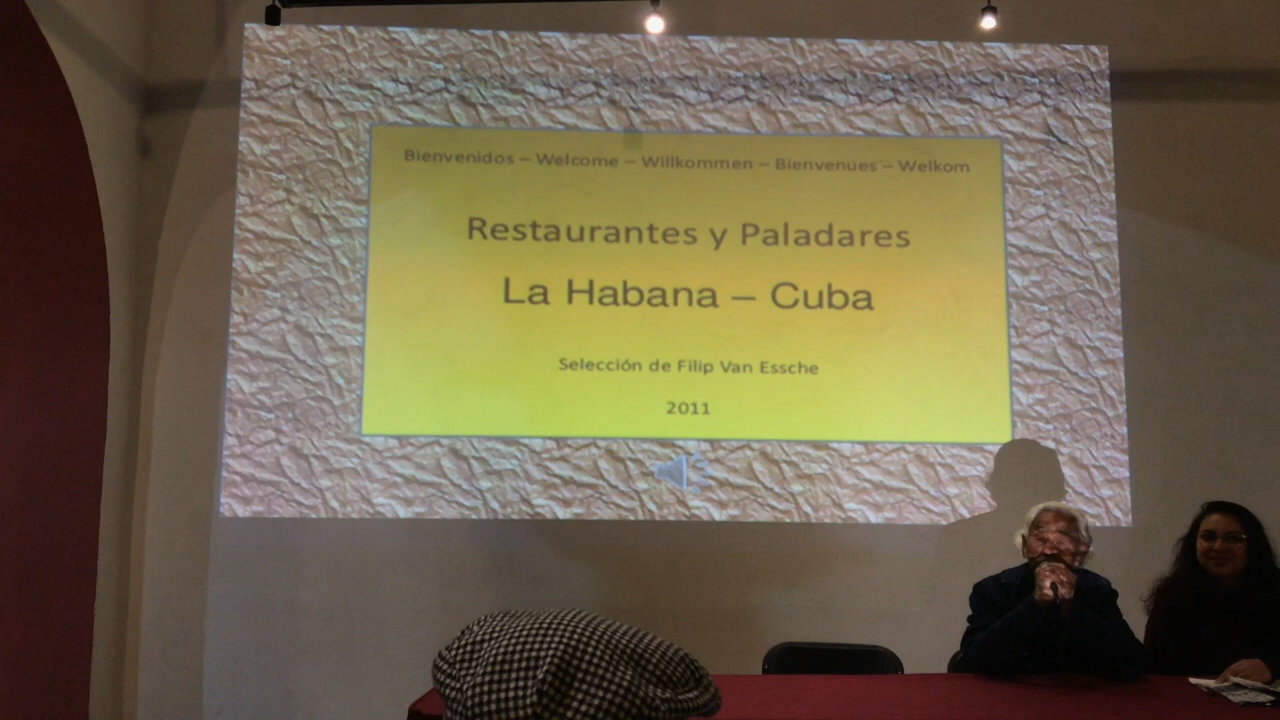 Bienvenidos – Welcome – Willkommen – Bienvenues – Welkom
Restaurantes y Paladares
La Habana – Cuba
Selección de Filip Van Essche
2011